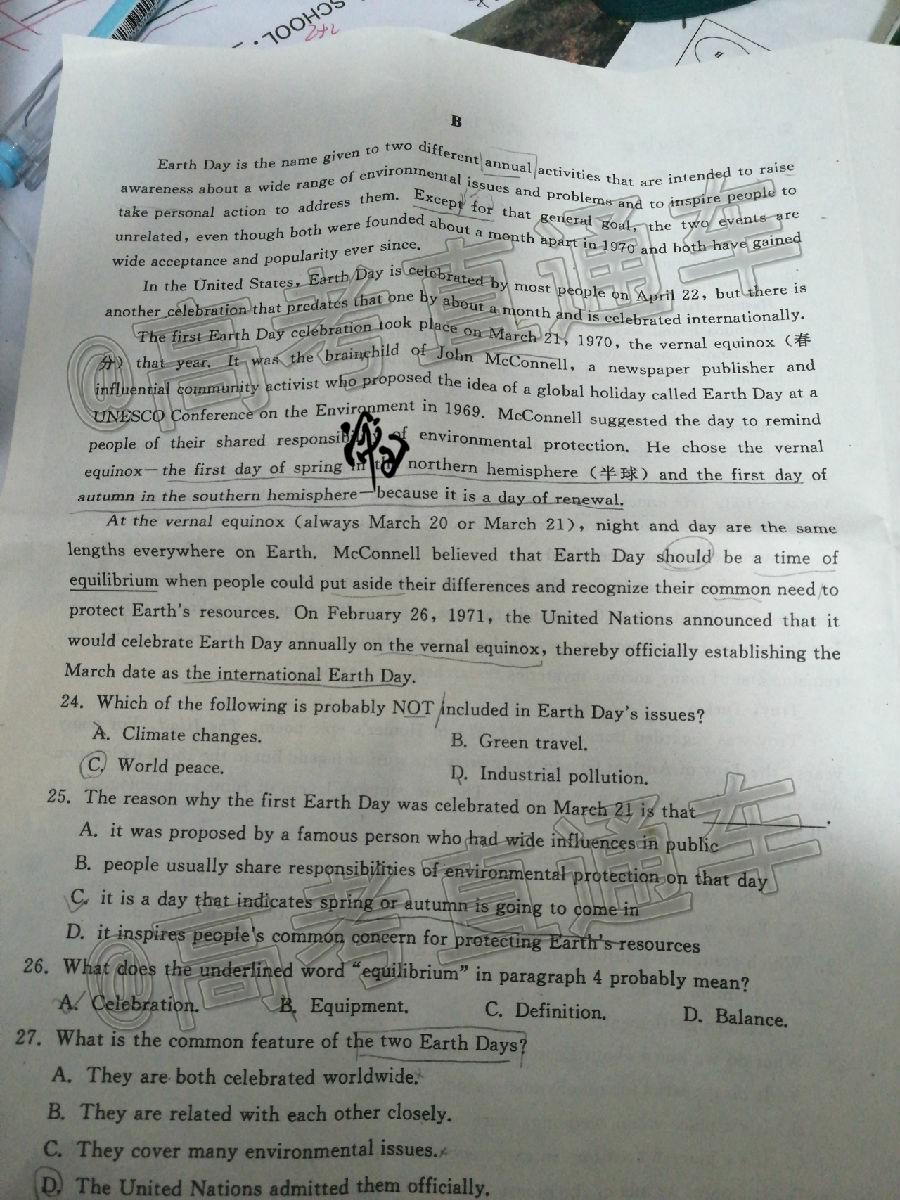 SCHOOL
2+2
B
Earth Day is the name given to two different annual activities that are intended to raise
awareness about a wide range of environmental issues and problems and to inspire people to
take personal action to address them. Except for that general goal, the two events are
unrelated, even though both were founded about a month apart in 1970 and both have gained
wide acceptance and popularity ever since.
In the United States, Earth Day is celebrated by most people on April 22, but there is
another celebration that predates that one by about a month and is celebrated internationally.
The first Earth Day celebration took place on March 21, 1970, the vernal equinox (春
分) that year. It was the brainchild of John McConnell, a newspaper publisher and
influential community activist who proposed the idea of a global holiday called Earth Day at a
UNESCO Conference on the Environment in 1969. McConnell suggested the day to remind
people of their shared of environmental protection. He chose the vernal
equinox—the first day of spring in northern hemisphere (半球) and the first day of
autumn in the southern hemisphere—because it is a day of renewal.
At the vernal equinox (always March 20 or March 21), night and day are the same
lengths everywhere on Earth. McConnell believed that Earth Day should be a time of
equilibrium when people could put aside their differences and recognize their common need to
protect Earth's resources. On February 26, 1971, the United Nations announced that it
would celebrate Earth Day annually on the vernal equinox, thereby officially establishing the
March date as the international Earth Day.
24. Which of the following is probably NOT included in Earth Day's issues?
A. Climate changes.
B. Green travel.
C. World peace.
D. Industrial pollution.
25. The reason why the first Earth Day was celebrated on March 21 is that ________.
A. it was proposed by a famous person who had wide influences in public
B. people usually share responsibilities of environmental protection on that day
C. it is a day that indicates spring or autumn is going to come in
D. it inspires people's common concern for protecting Earth's resources
26. What does the underlined word "equilibrium" in paragraph 4 probably mean?
A. Celebration. B. Equipment. C. Definition. D. Balance.
27. What is the common feature of the two Earth Days?
A. They are both celebrated worldwide.
B. They are related with each other closely.
C. They cover many environmental issues.
D. The United Nations admitted them officially.
@高考直通车
@高考直通车